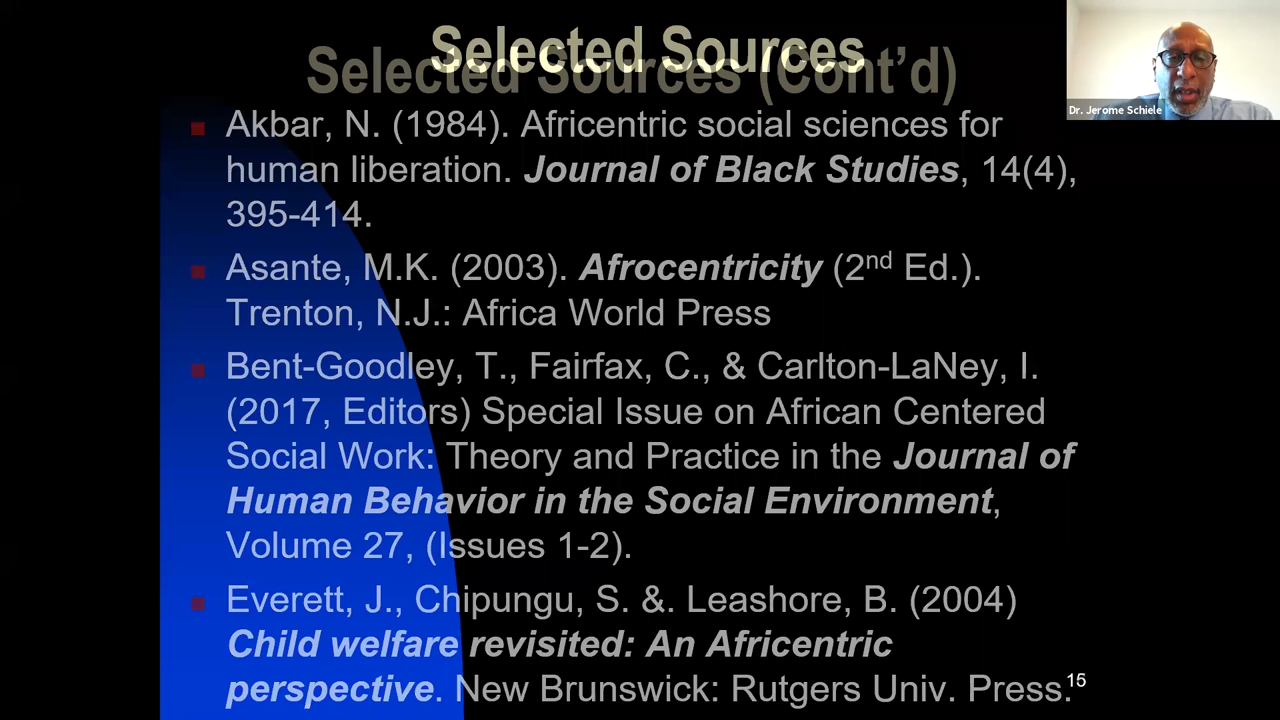 Selected Sources
Selected Sources (Cont’d)
Dr. Jerome Schiele
Akbar, N. (1984). Africentric social sciences for
human liberation. Journal of Black Studies, 14(4),
395-414.
Asante, M.K. (2003). Afrocentricity (2nd Ed.).
Trenton, N.J.: Africa World Press
Bent-Goodley, T., Fairfax, C., & Carlton-LaNey, I.
(2017, Editors) Special Issue on African Centered
Social Work: Theory and Practice in the Journal of
Human Behavior in the Social Environment,
Volume 27, (Issues 1-2).
Everett, J., Chipungu, S. &. Leashore, B. (2004)
Child welfare revisited: An Africentric
perspective. New Brunswick: Rutgers Univ. Press.
15